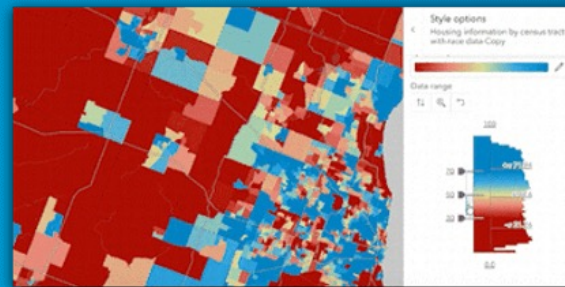 Style options
Housing information by census tract
with race data Copy
Data range
100
70
50
30
0.0